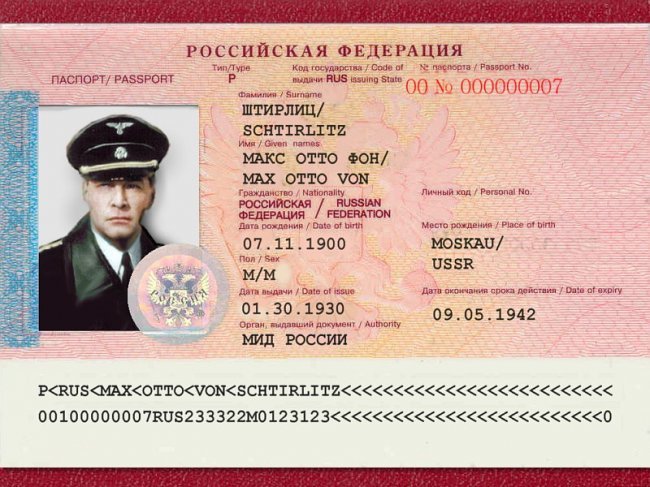 РОССИЙСКАЯ ФЕДЕРАЦИЯ
ПАСПОРТ/ PASSPORT
Тип/Type
P
Код государства / Code of
выдачи RUS issuing State
№ паспорта / Passport No.
00 № 000000007
Фамилия / Surname
ШТИРЛИЦ/
SCHTIRLITZ
Имя / Given names
МАКС ОТТО ФОН/
MAX OTTO VON
Гражданство / Nationality
РОССИЙСКАЯ / RUSSIAN
ФЕДЕРАЦИЯ / FEDERATION
Личный код / Personal No.
Дата рождения / Date of birth
07.11.1900
Место рождения / Place of birth
MOSKAU/
USSR
Пол / Sex
М/M
Дата выдачи / Date of issue
01.30.1930
Дата окончания срока действия / Date of expiry
09.05.1942
Орган, выдавший документ / Authority
МИД РОССИИ
P<RUS<MAX<OTTO<VON<SCHTIRLITZ<<<<<<<<<<<<<<<<<<<<<<<<<<
00100000007RUS233322M0123123<<<<<<<<<<<<<<<<<<<<<<<<<<0